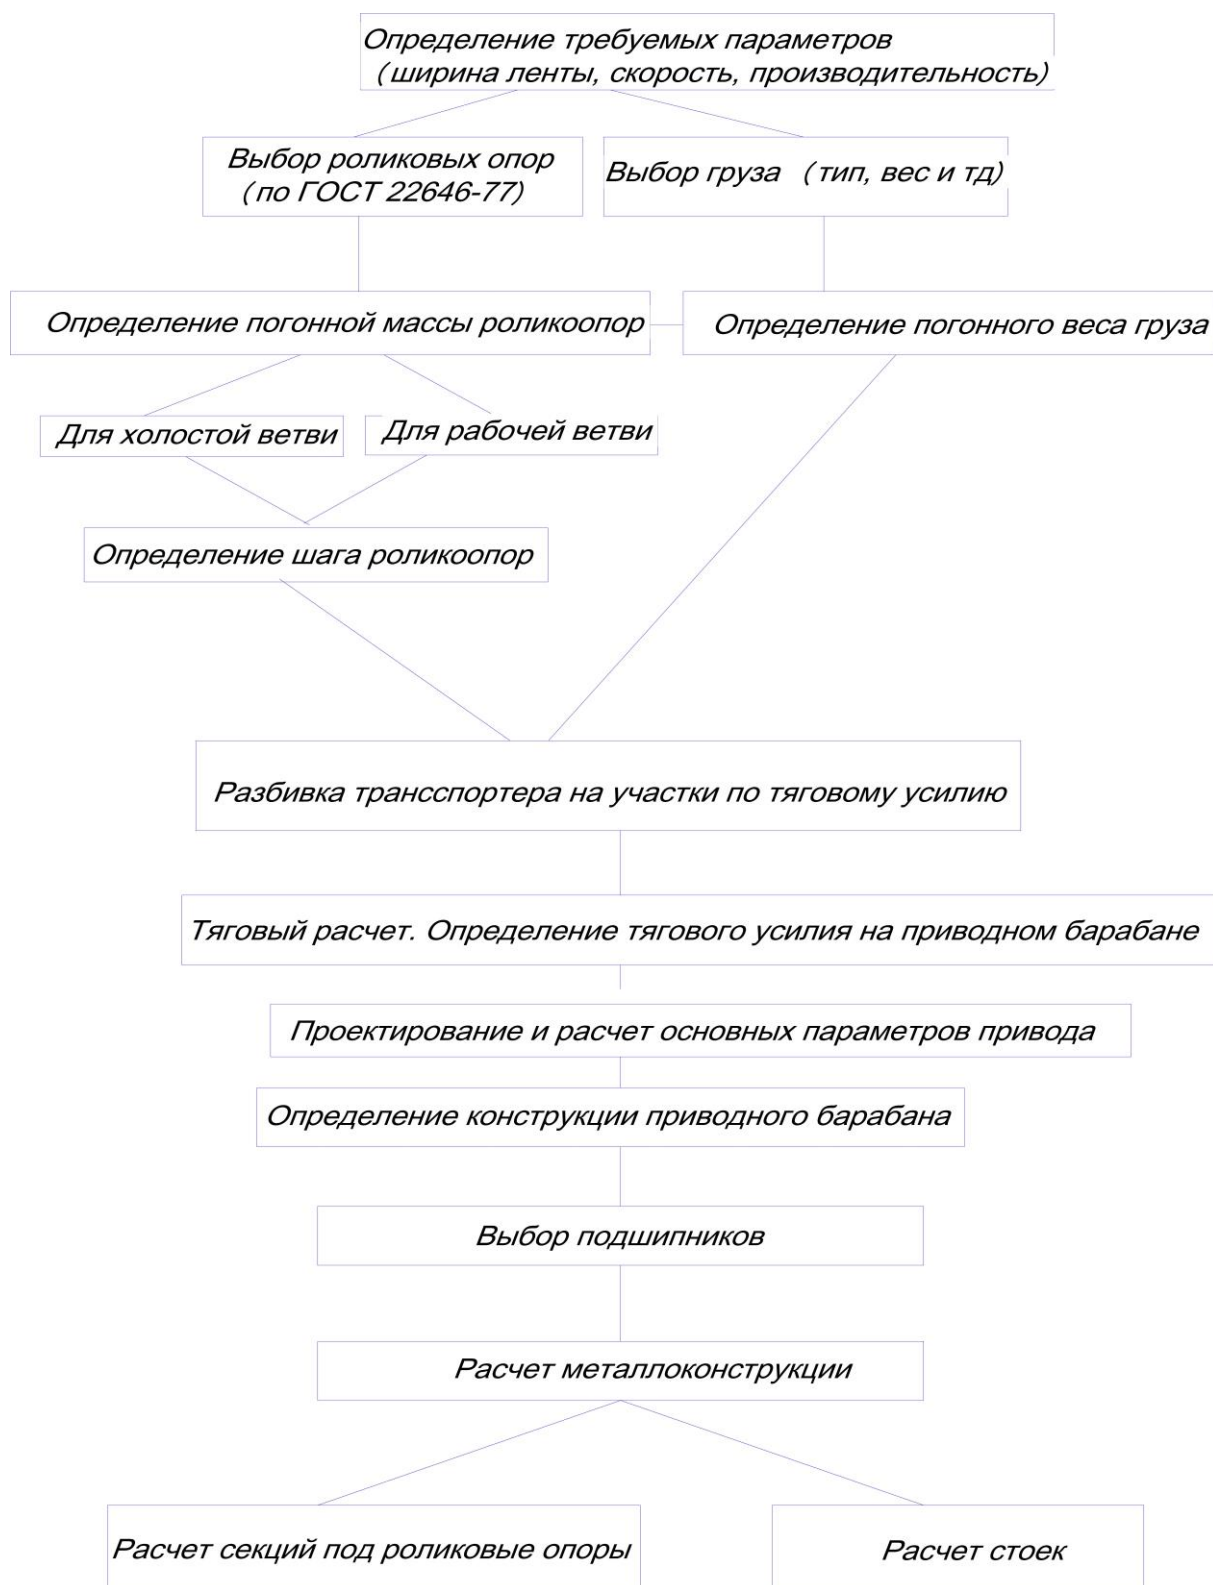 Определение требуемых параметров
(ширина ленты, скорость, производительность)
Выбор роликовых опор
(по ГОСТ 22646-77)
Выбор груза (тип, вес и тд)
Определение погонной массы роликоопор
Определение погонного веса груза
Для холостой ветви
Для рабочей ветви
Определение шага роликоопор
Разбивка трансспортера на участки по тяговому усилию
Тяговый расчет. Определение тягового усилия на приводном барабане
Проектирование и расчет основных параметров привода
Определение конструкции приводного барабана
Выбор подшипников
Расчет металлоконструкции
Расчет секций под роликовые опоры
Расчет стоек